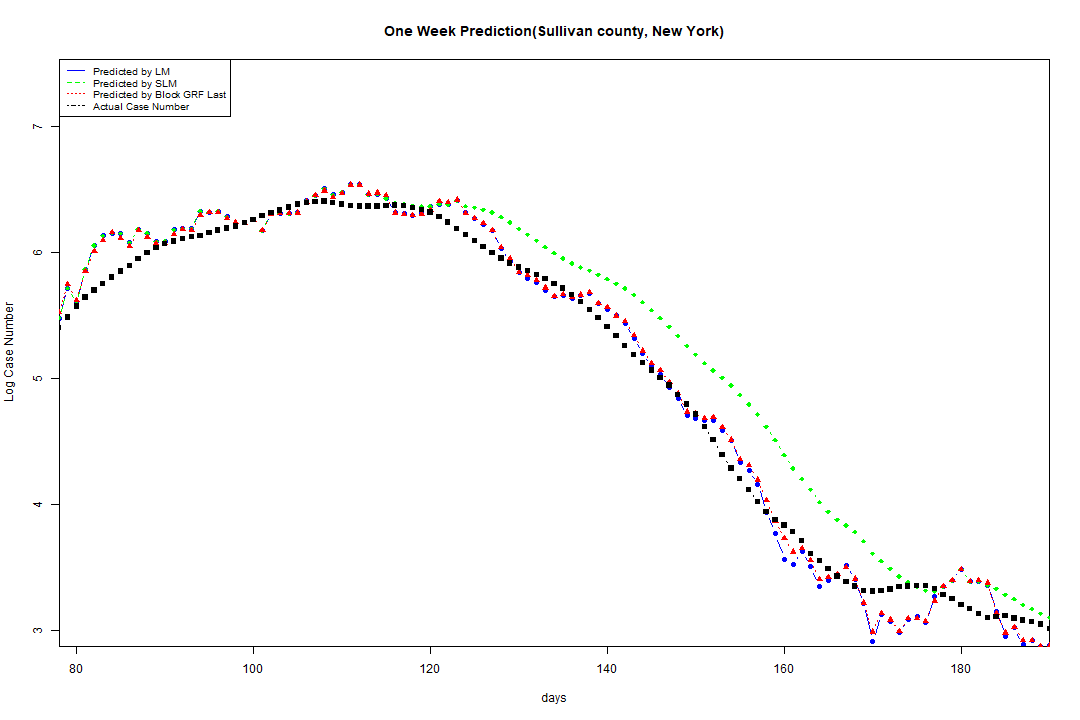 One Week Prediction(Sullivan county, New York)
Predicted by LM
Predicted by SLM
Predicted by Block GRF Last
Actual Case Number
7
6
5
4
3
Log Case Number
80 100 120 140 160 180
days